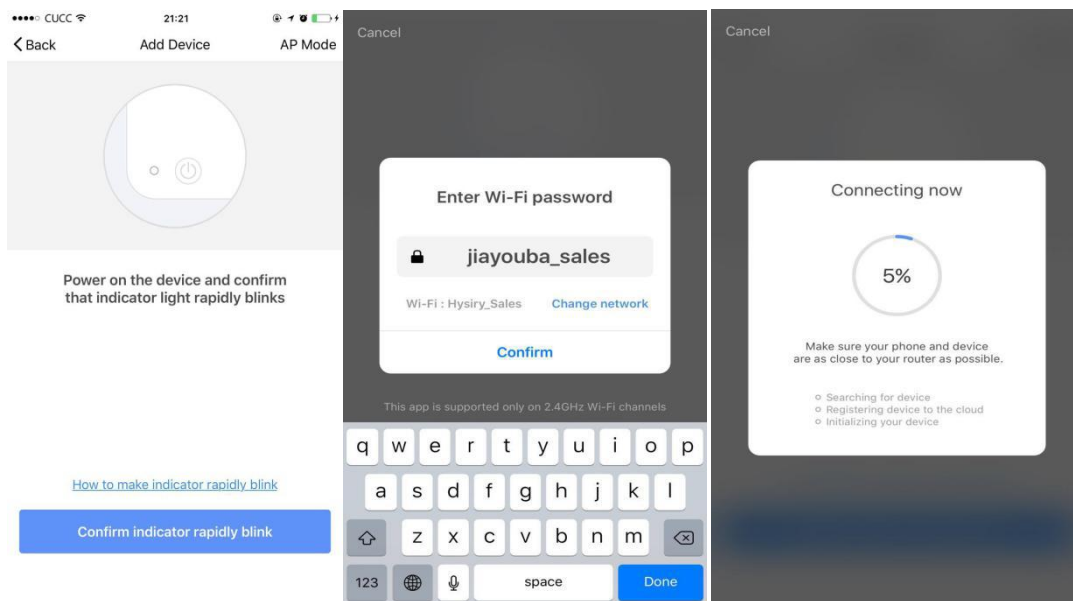 CUCC 21:21
Back Add Device AP Mode
Power on the device and confirm
that indicator light rapidly blinks
How to make indicator rapidly blink
Confirm indicator rapidly blink
Cancel
Enter Wi-Fi password
jiayouba_sales
Wi-Fi : Hysiry_Sales Change network
Confirm
This app is supported only on 2.4GHz Wi-Fi channels
q w e r t y u i o p
a s d f g h j k l
z x c v b n m
123 space Done
Cancel
Connecting now
5%
Make sure your phone and device
are as close to your router as possible.
Searching for device
Registering device to the cloud
Initializing your device